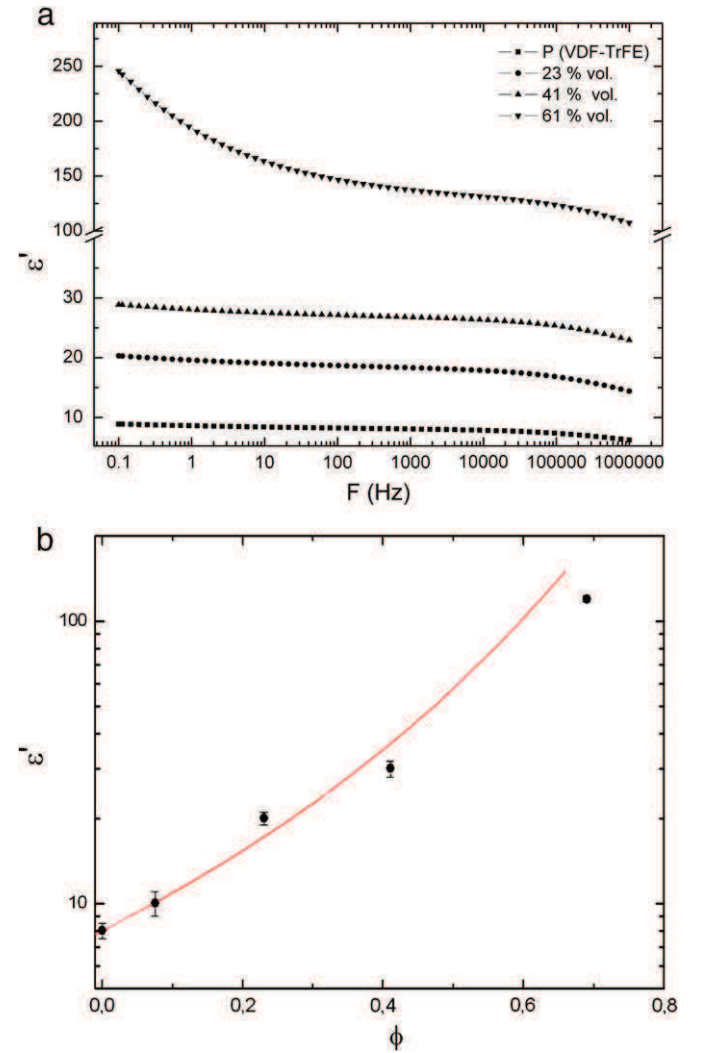 a
P (VDF-TrFE)
23 % vol.
41 % vol.
61 % vol.
250
200
150
100
30
20
10
ε'
0.1 1 10 100 1000 10000 100000 1000000
F (Hz)
b
100
10
ε'
0,0 0,2 0,4 0,6 0,8
ϕ